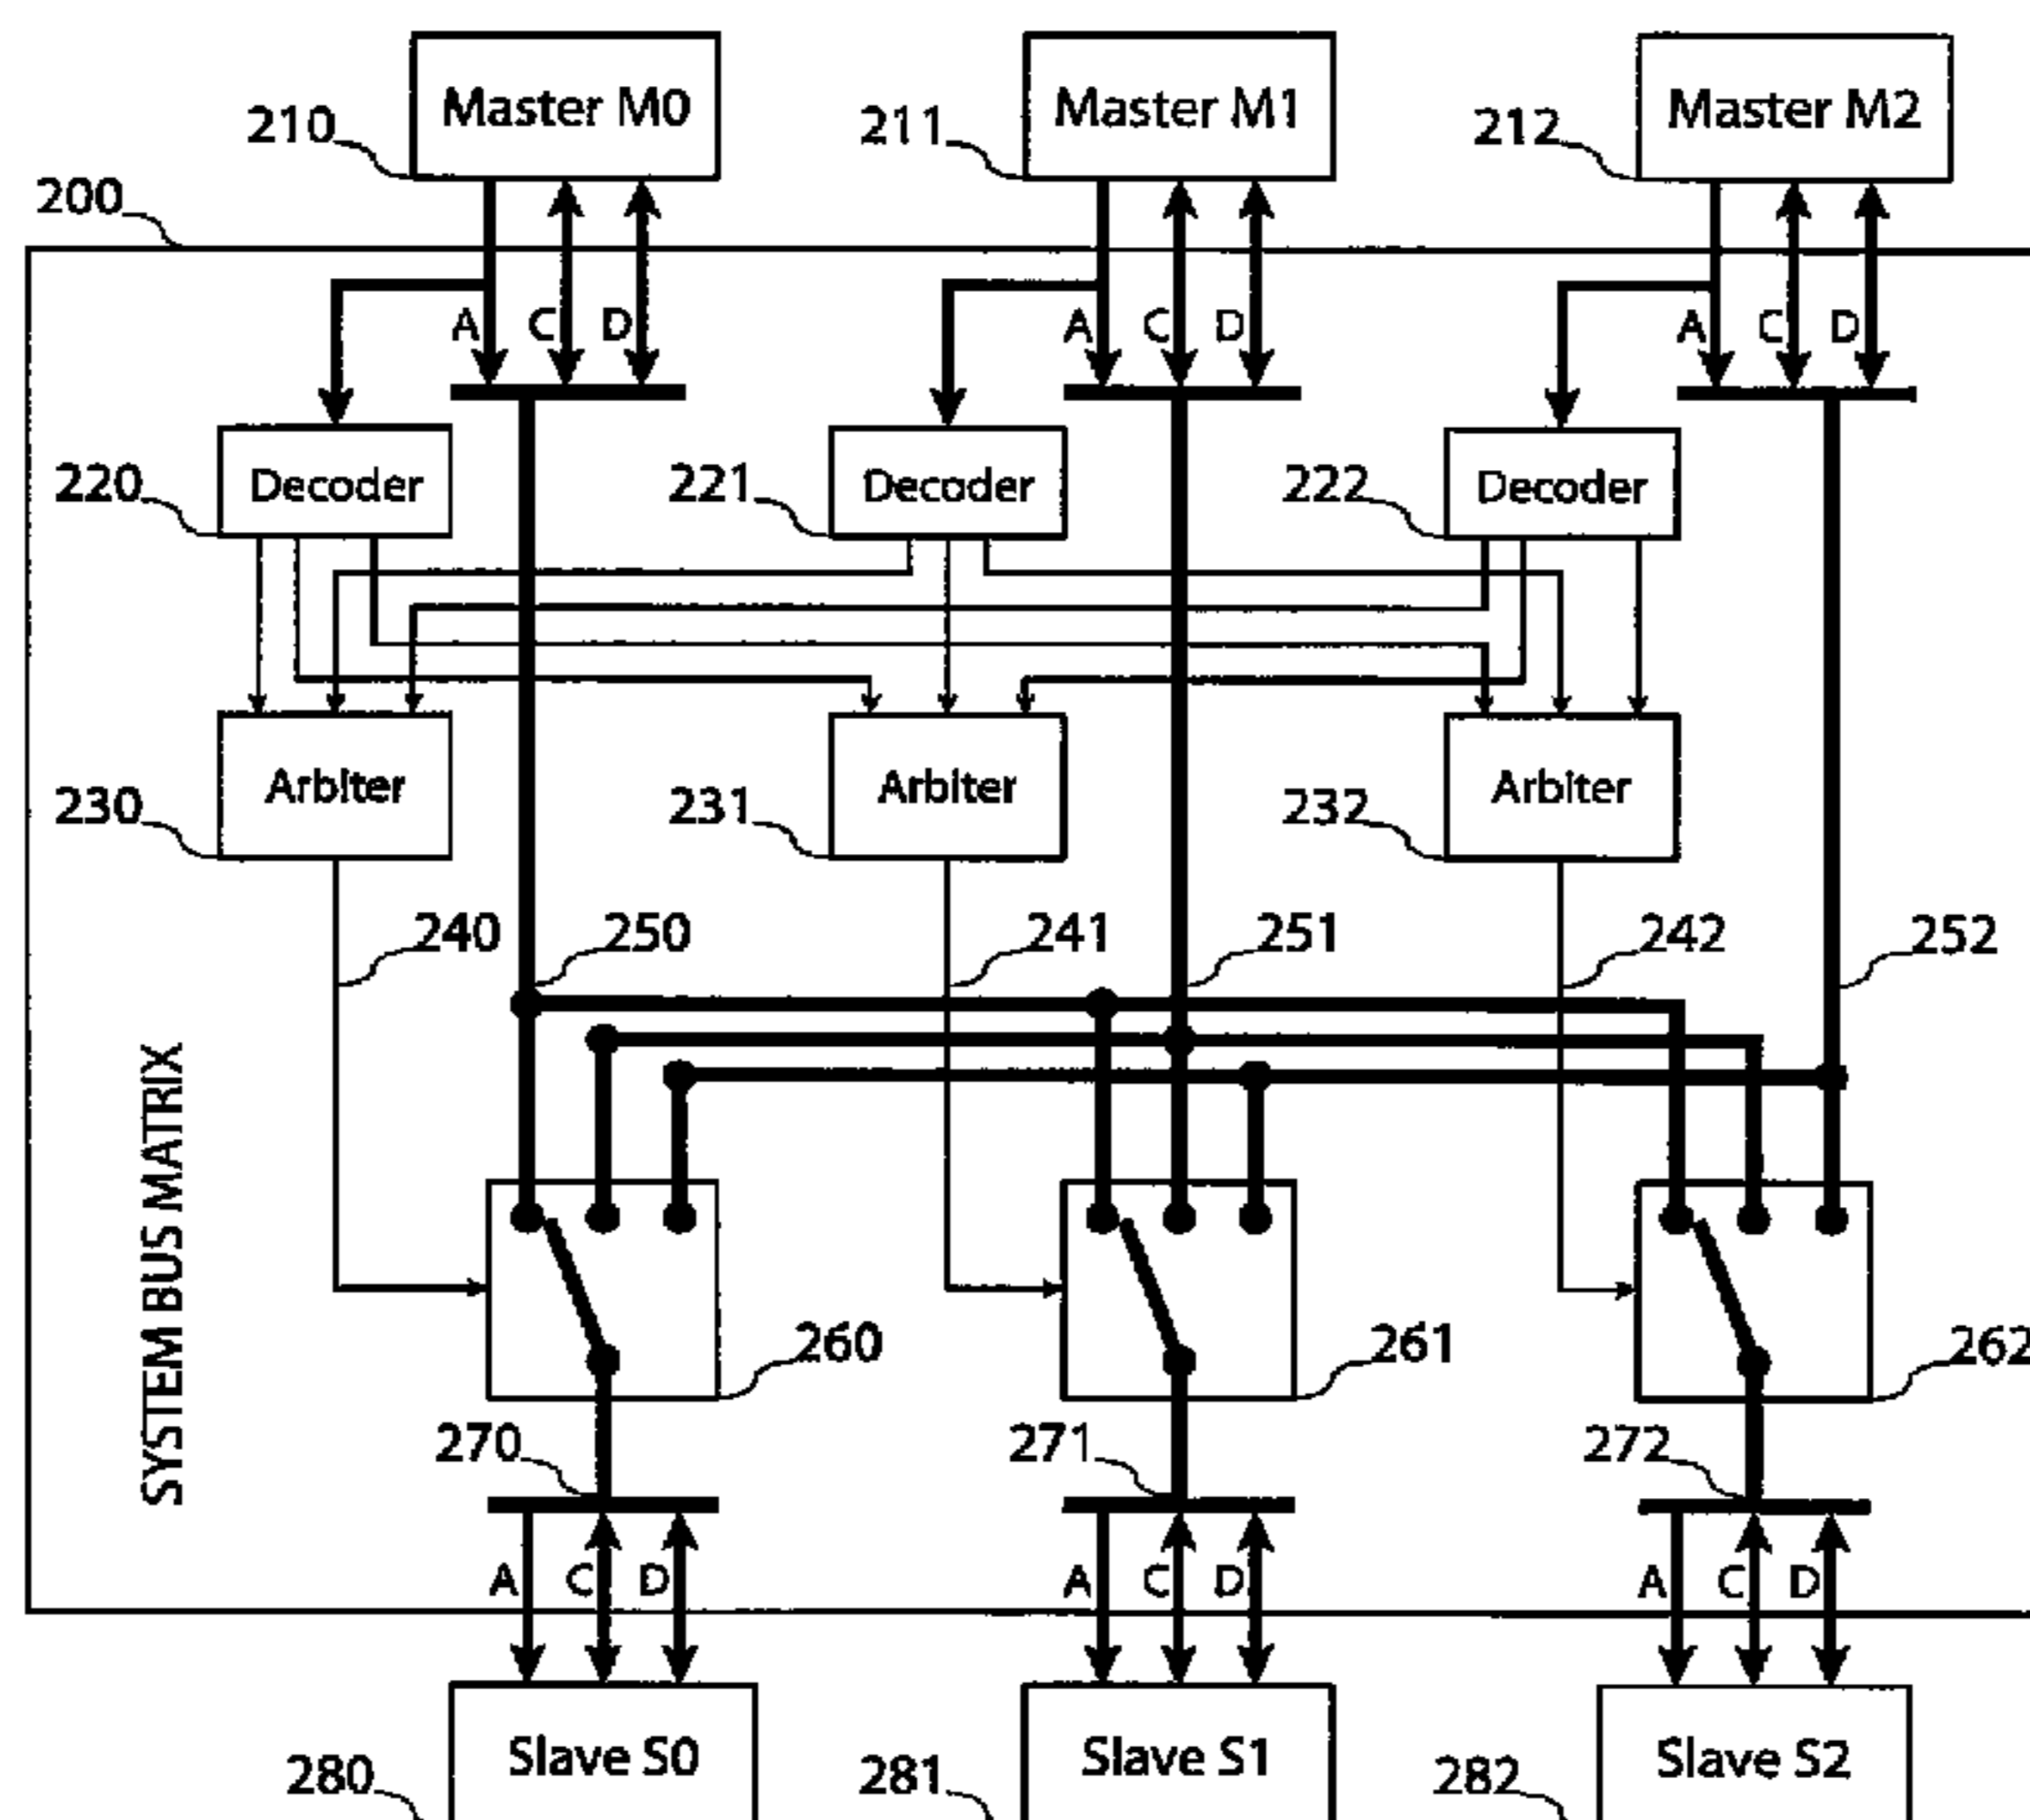 Master M0
Master M1
Master M2
210
211
212
200
A C D
A C D
A C D
Decoder
Decoder
Decoder
220
221
222
Arbiter
Arbiter
Arbiter
230
231
232
240
250
241
251
242
252
SYSTEM BUS MATRIX
260
261
262
270
271
272
A C D
A C D
A C D
Slave S0
Slave S1
Slave S2
280
281
282